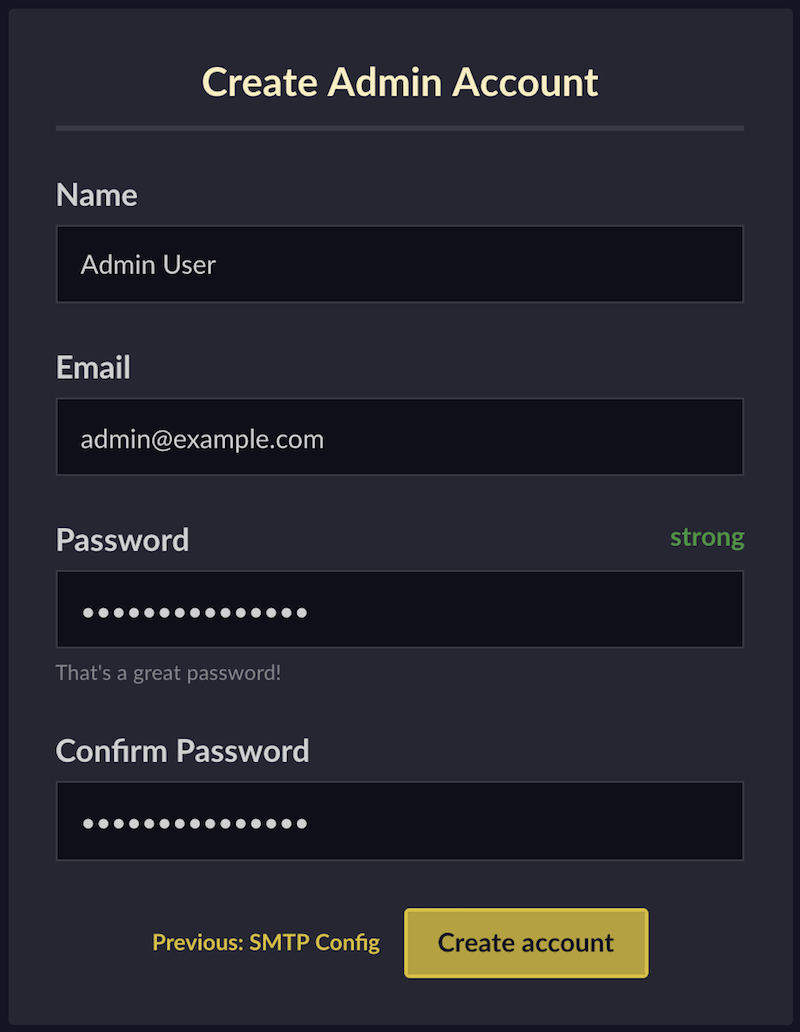 Create Admin Account
Name
Admin User
Email
admin@example.com
Password strong
•••••••••••••••
That's a great password!
Confirm Password
•••••••••••••••
Previous: SMTP Config Create account